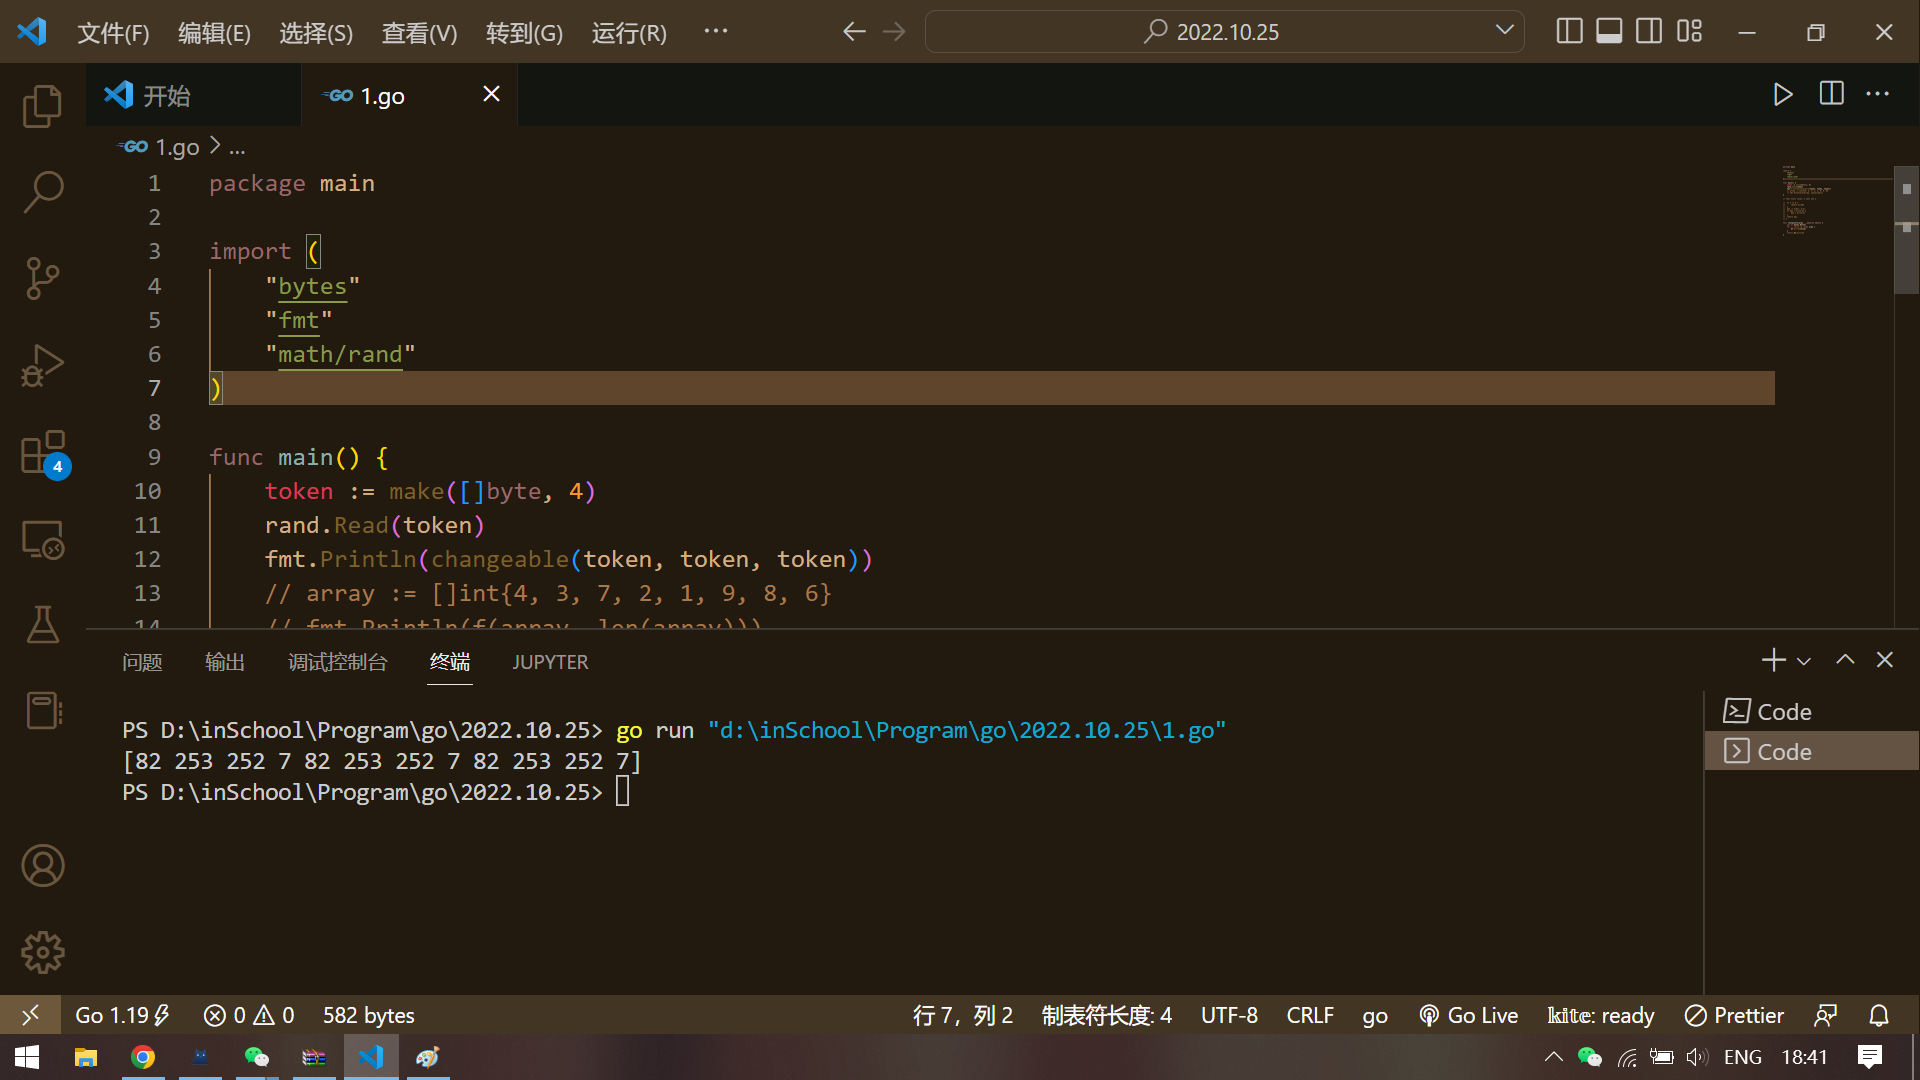 文件(F) 编辑(E) 选择(S) 查看(V) 转到(G) 运行(R) ··· 2022.10.25
开始 1.go
1.go > ...
1 package main
2
3 import (
4 "bytes"
5 "fmt"
6 "math/rand"
7 )
8
9 func main() {
10 token := make([]byte, 4)
11 rand.Read(token)
12 fmt.Println(changeable(token, token, token))
13 // array := []int{4, 3, 7, 2, 1, 9, 8, 6}
14 // fmt.Println(f(array, len(array)))
4
问题 输出 调试控制台 终端 JUPYTER
PS D:\inSchool\Program\go\2022.10.25> go run "d:\inSchool\Program\go\2022.10.25\1.go"
[82 253 252 7 82 253 252 7 82 253 252 7]
PS D:\inSchool\Program\go\2022.10.25>
Code
Code
Go 1.19 0 0 582 bytes 行 7，列 2 制表符长度: 4 UTF-8 CRLF go Go Live kite: ready Prettier
ENG 18:41